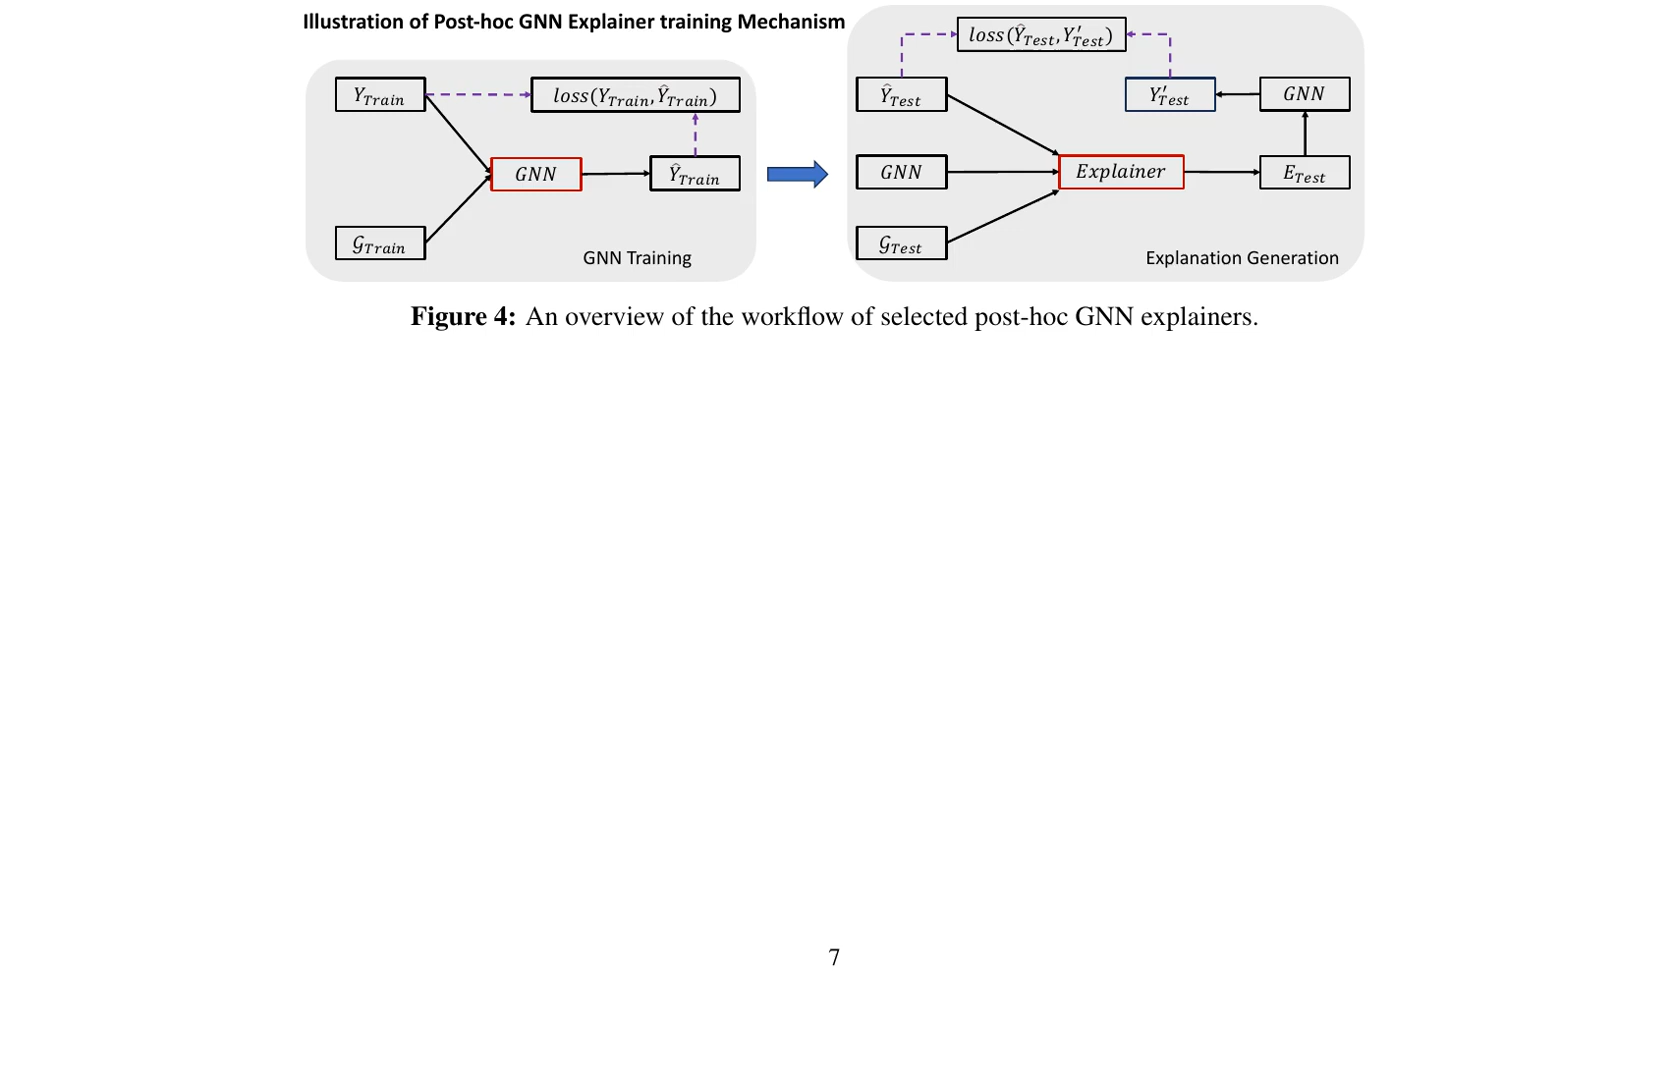 Illustration of Post-hoc GNN Explainer training Mechanism
Y_Train
loss(Y_Train, Ŷ_Train)
GNN
Ŷ_Train
𝒢_Train
GNN Training
loss(Ŷ_Test, Y′_Test)
Ŷ_Test
Y′_Test
GNN
GNN
Explainer
E_Test
𝒢_Test
Explanation Generation
Figure 4: An overview of the workflow of selected post-hoc GNN explainers.
7